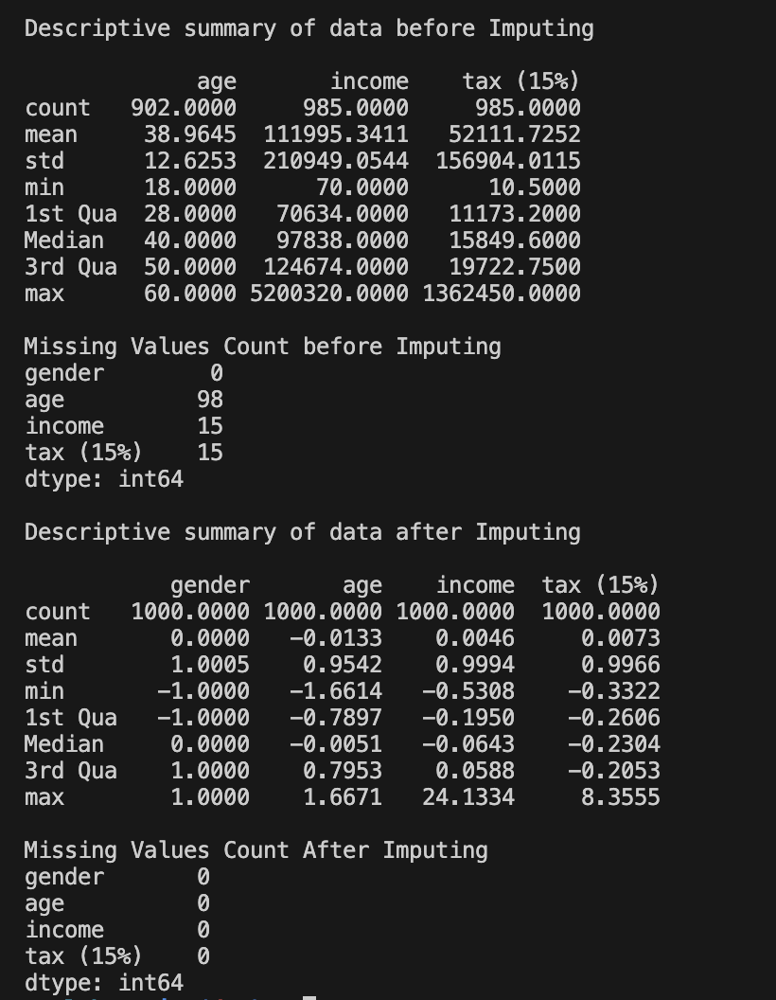 Descriptive summary of data before Imputing
age income tax (15%)
count 902.0000 985.0000 985.0000
mean 38.9645 111995.3411 52111.7252
std 12.6253 210949.0544 156904.0115
min 18.0000 70.0000 10.5000
1st Qua 28.0000 70634.0000 11173.2000
Median 40.0000 97838.0000 15849.6000
3rd Qua 50.0000 124674.0000 19722.7500
max 60.0000 5200320.0000 1362450.0000
Missing Values Count before Imputing
gender 0
age 98
income 15
tax (15%) 15
dtype: int64
Descriptive summary of data after Imputing
gender age income tax (15%)
count 1000.0000 1000.0000 1000.0000 1000.0000
mean 0.0000 -0.0133 0.0046 0.0073
std 1.0005 0.9542 0.9994 0.9966
min -1.0000 -1.6614 -0.5308 -0.3322
1st Qua -1.0000 -0.7897 -0.1950 -0.2606
Median 0.0000 -0.0051 -0.0643 -0.2304
3rd Qua 1.0000 0.7953 0.0588 -0.2053
max 1.0000 1.6671 24.1334 8.3555
Missing Values Count After Imputing
gender 0
age 0
income 0
tax (15%) 0
dtype: int64